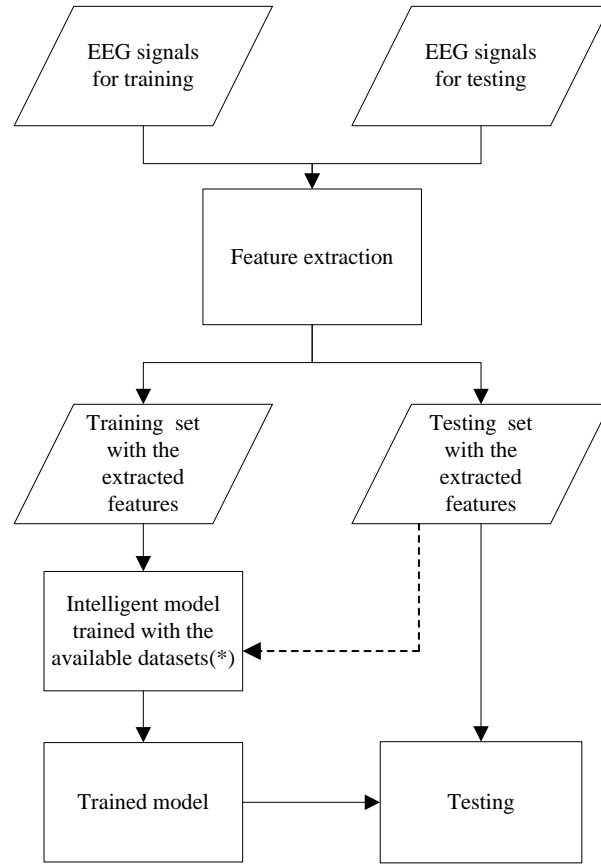 EEG signals
for training
EEG signals
for testing
Feature extraction
Training set
with the
extracted
features
Testing set
with the
extracted
features
Intelligent model
trained with the
available datasets(*)
Trained model
Testing